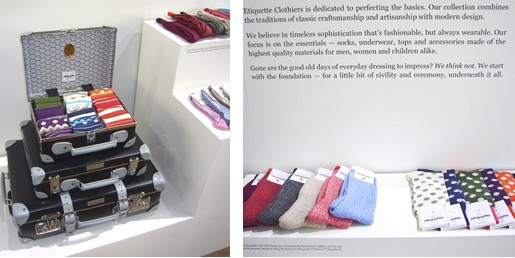 Etiquette Clothiers is dedicated to perfecting the basics. Our collection combines
the traditions of classic craftsmanship and artisanship with modern design.
We believe in timeless sophistication that's fashionable, but always wearable. Our
focus is on the essentials — socks, underwear, tops and accessories made of the
highest quality materials for men, women and children alike.
Gone are the good old days of everyday dressing to impress? We think not. We start
with the foundation — for a little bit of civility and ceremony, underneath it all.